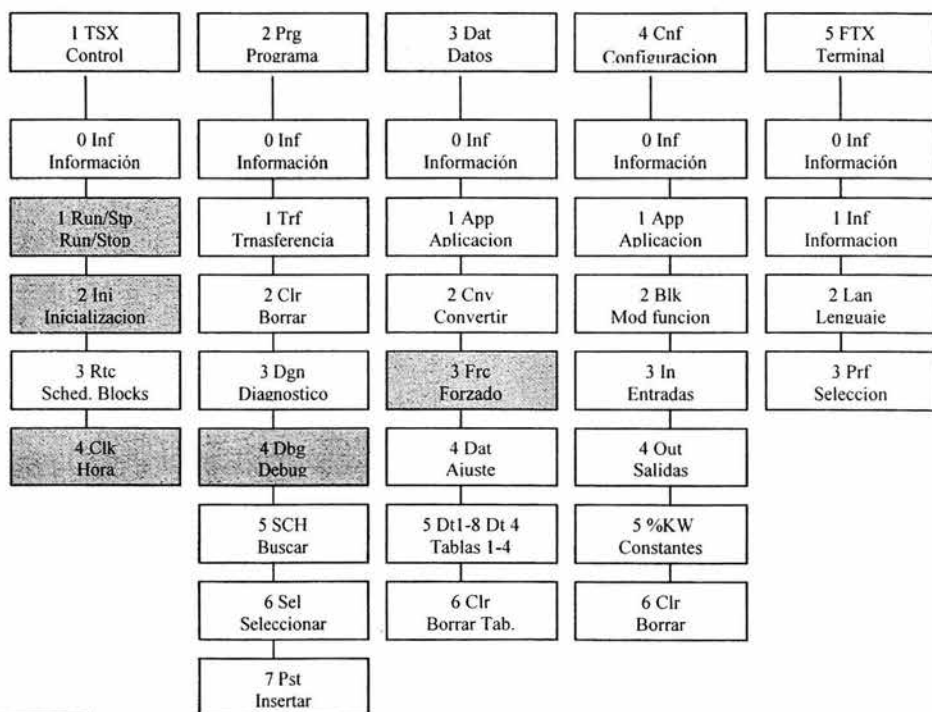 1 TSX
Control
2 Prg
Programa
3 Dat
Datos
4 Cnf
Configuracion
5 FTX
Terminal
0 Inf
Información
0 Inf
Información
0 Inf
Información
0 Inf
Información
0 Inf
Información
1 Run/Stp
Run/Stop
1 Trf
Trnasferencia
1 App
Aplicacion
1 App
Aplicacion
1 Inf
Informacion
2 Ini
Inicializacion
2 Clr
Borrar
2 Cnv
Convertir
2 Blk
Mod funcion
2 Lan
Lenguaje
3 Rtc
Sched. Blocks
3 Dgn
Diagnostico
3 Frc
Forzado
3 In
Entradas
3 Prf
Seleccion
4 Clk
Hora
4 Dbg
Debug
4 Dat
Ajuste
4 Out
Salidas
5 SCH
Buscar
5 Dt1-8 Dt 4
Tablas 1-4
5 %KW
Constantes
6 Sel
Seleccionar
6 Clr
Borrar Tab.
6 Clr
Borrar
7 Pst
Insertar